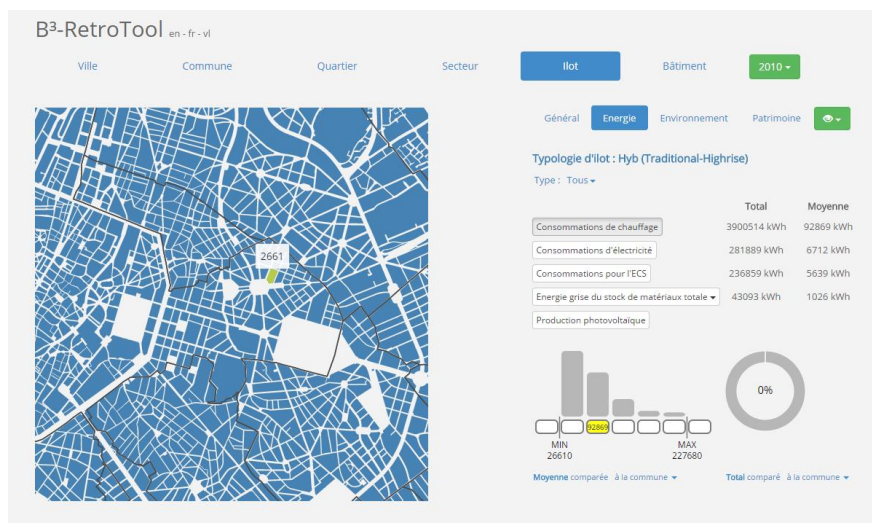 B³-RetroTool en - fr - vl
Ville Commune Quartier Secteur Ilot Bâtiment 2010
Général Energie Environnement Patrimoine
Typologie d'ilot : Hyb (Traditional-Highrise)
Type : Tous
Total Moyenne
Consommations de chauffage 3900514 kWh 92869 kWh
Consommations d'électricité 281889 kWh 6712 kWh
Consommations pour l'ECS 236859 kWh 5639 kWh
Energie grise du stock de matériaux totale 43093 kWh 1026 kWh
Production photovoltaïque
2661
0%
92869
MIN MAX
26610 227680
Moyenne comparée à la commune
Total comparé à la commune